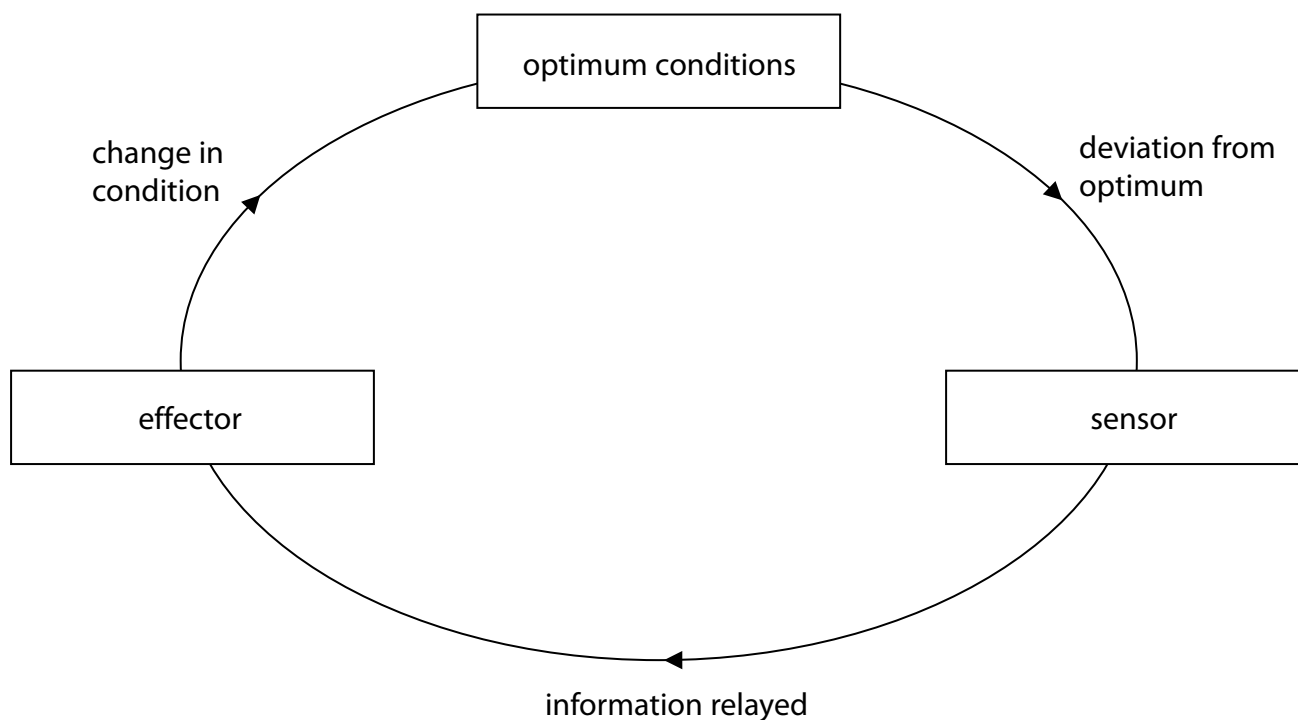 optimum conditions
change in
condition
deviation from
optimum
effector
sensor
information relayed